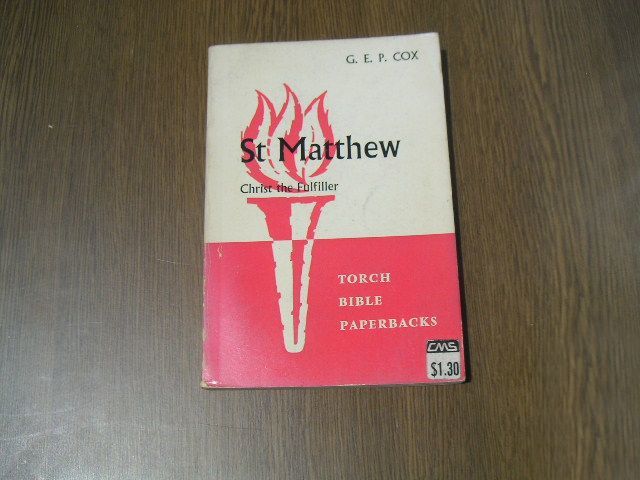 G. E. P. COX
St Matthew
Christ the Fulfiller
TORCH
BIBLE
PAPERBACKS
CMS
$1.30